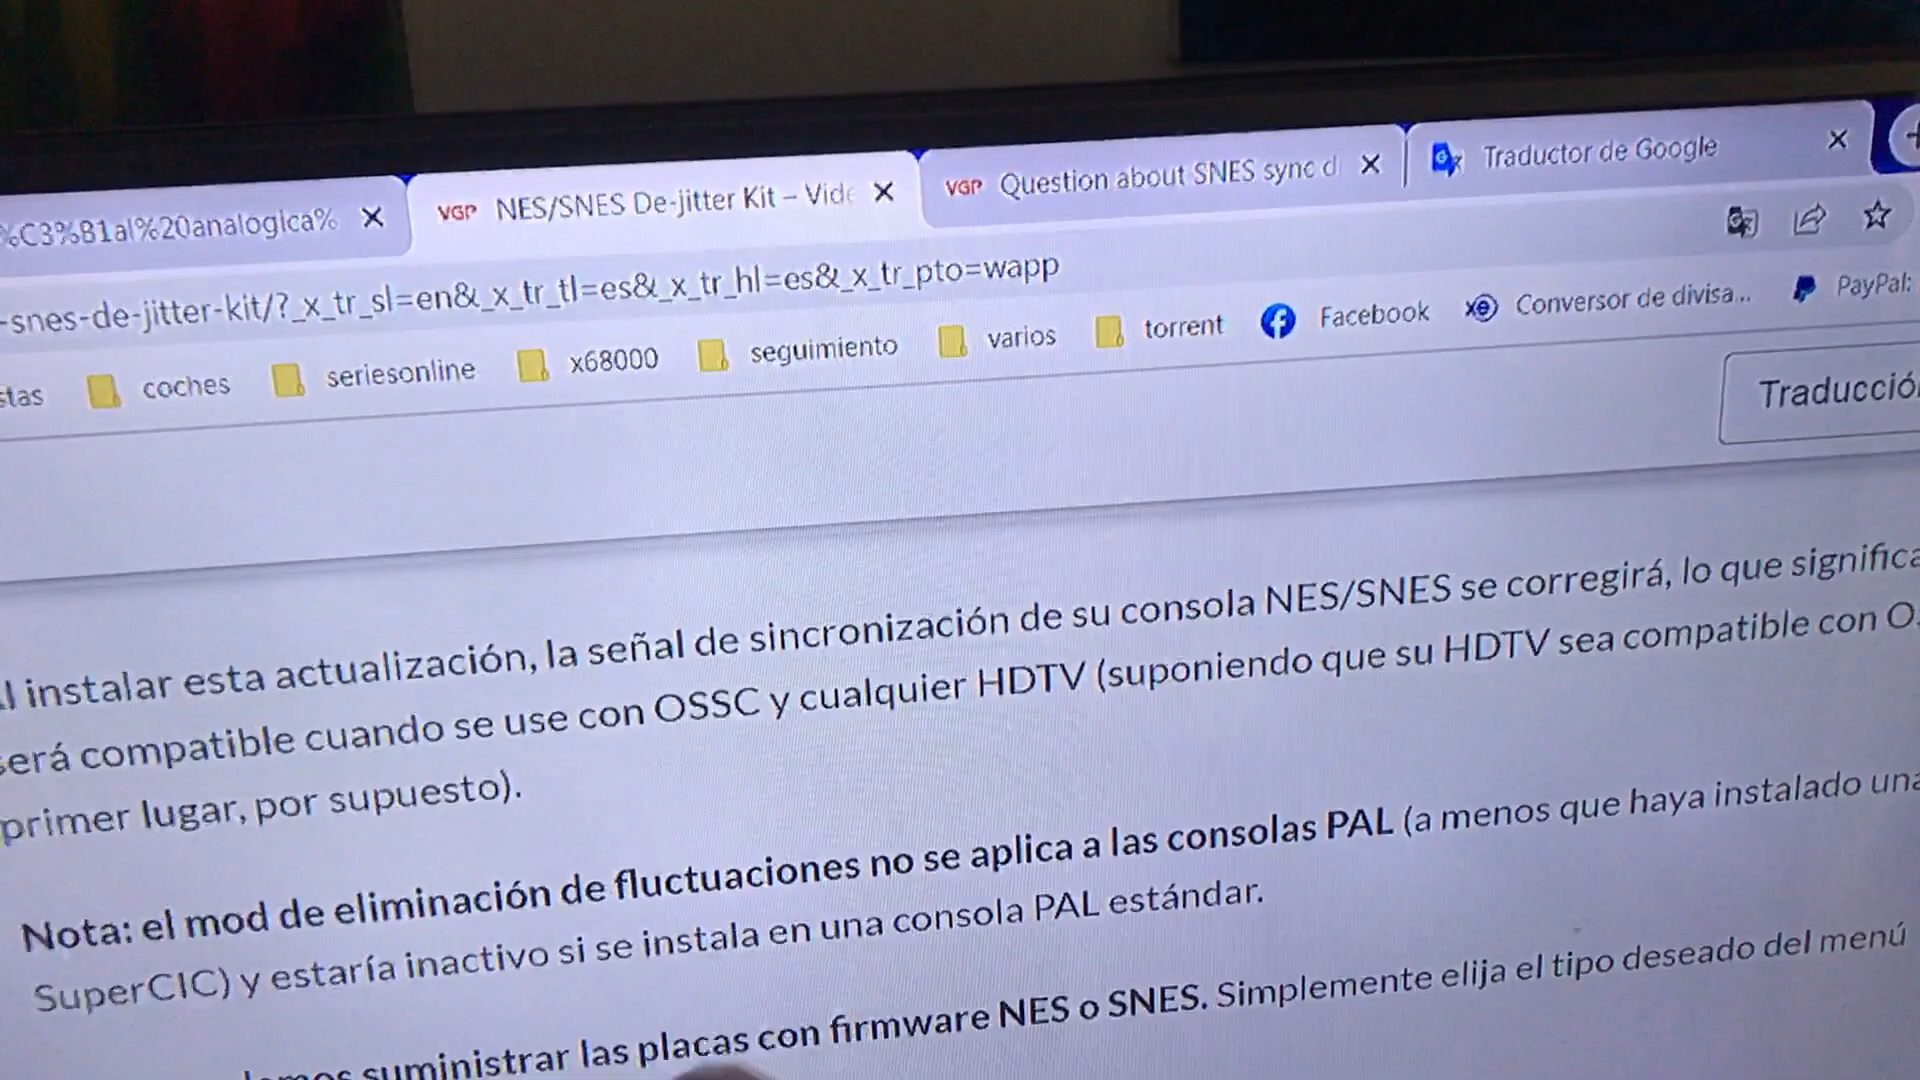 %C3%81al%20analogica%
VGP NES/SNES De-jitter Kit – Vide
VGP Question about SNES sync d
Traductor de Google
-snes-de-jitter-kit/?_x_tr_sl=en&_x_tr_tl=es&_x_tr_hl=es&_x_tr_pto=wapp
stas coches seriesonline x68000 seguimiento varios torrent Facebook Conversor de divisa... PayPal:
Traducción
Al instalar esta actualización, la señal de sincronización de su consola NES/SNES se corregirá, lo que significa
será compatible cuando se use con OSSC y cualquier HDTV (suponiendo que su HDTV sea compatible con O
primer lugar, por supuesto).
Nota: el mod de eliminación de fluctuaciones no se aplica a las consolas PAL (a menos que haya instalado una
SuperCIC) y estaría inactivo si se instala en una consola PAL estándar.
suministrar las placas con firmware NES o SNES. Simplemente elija el tipo deseado del menú